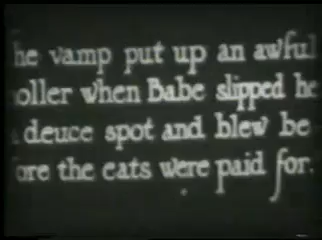 he vamp put up an awful
oller when Babe slipped he
a deuce spot and blew be
ore the eats were paid for.